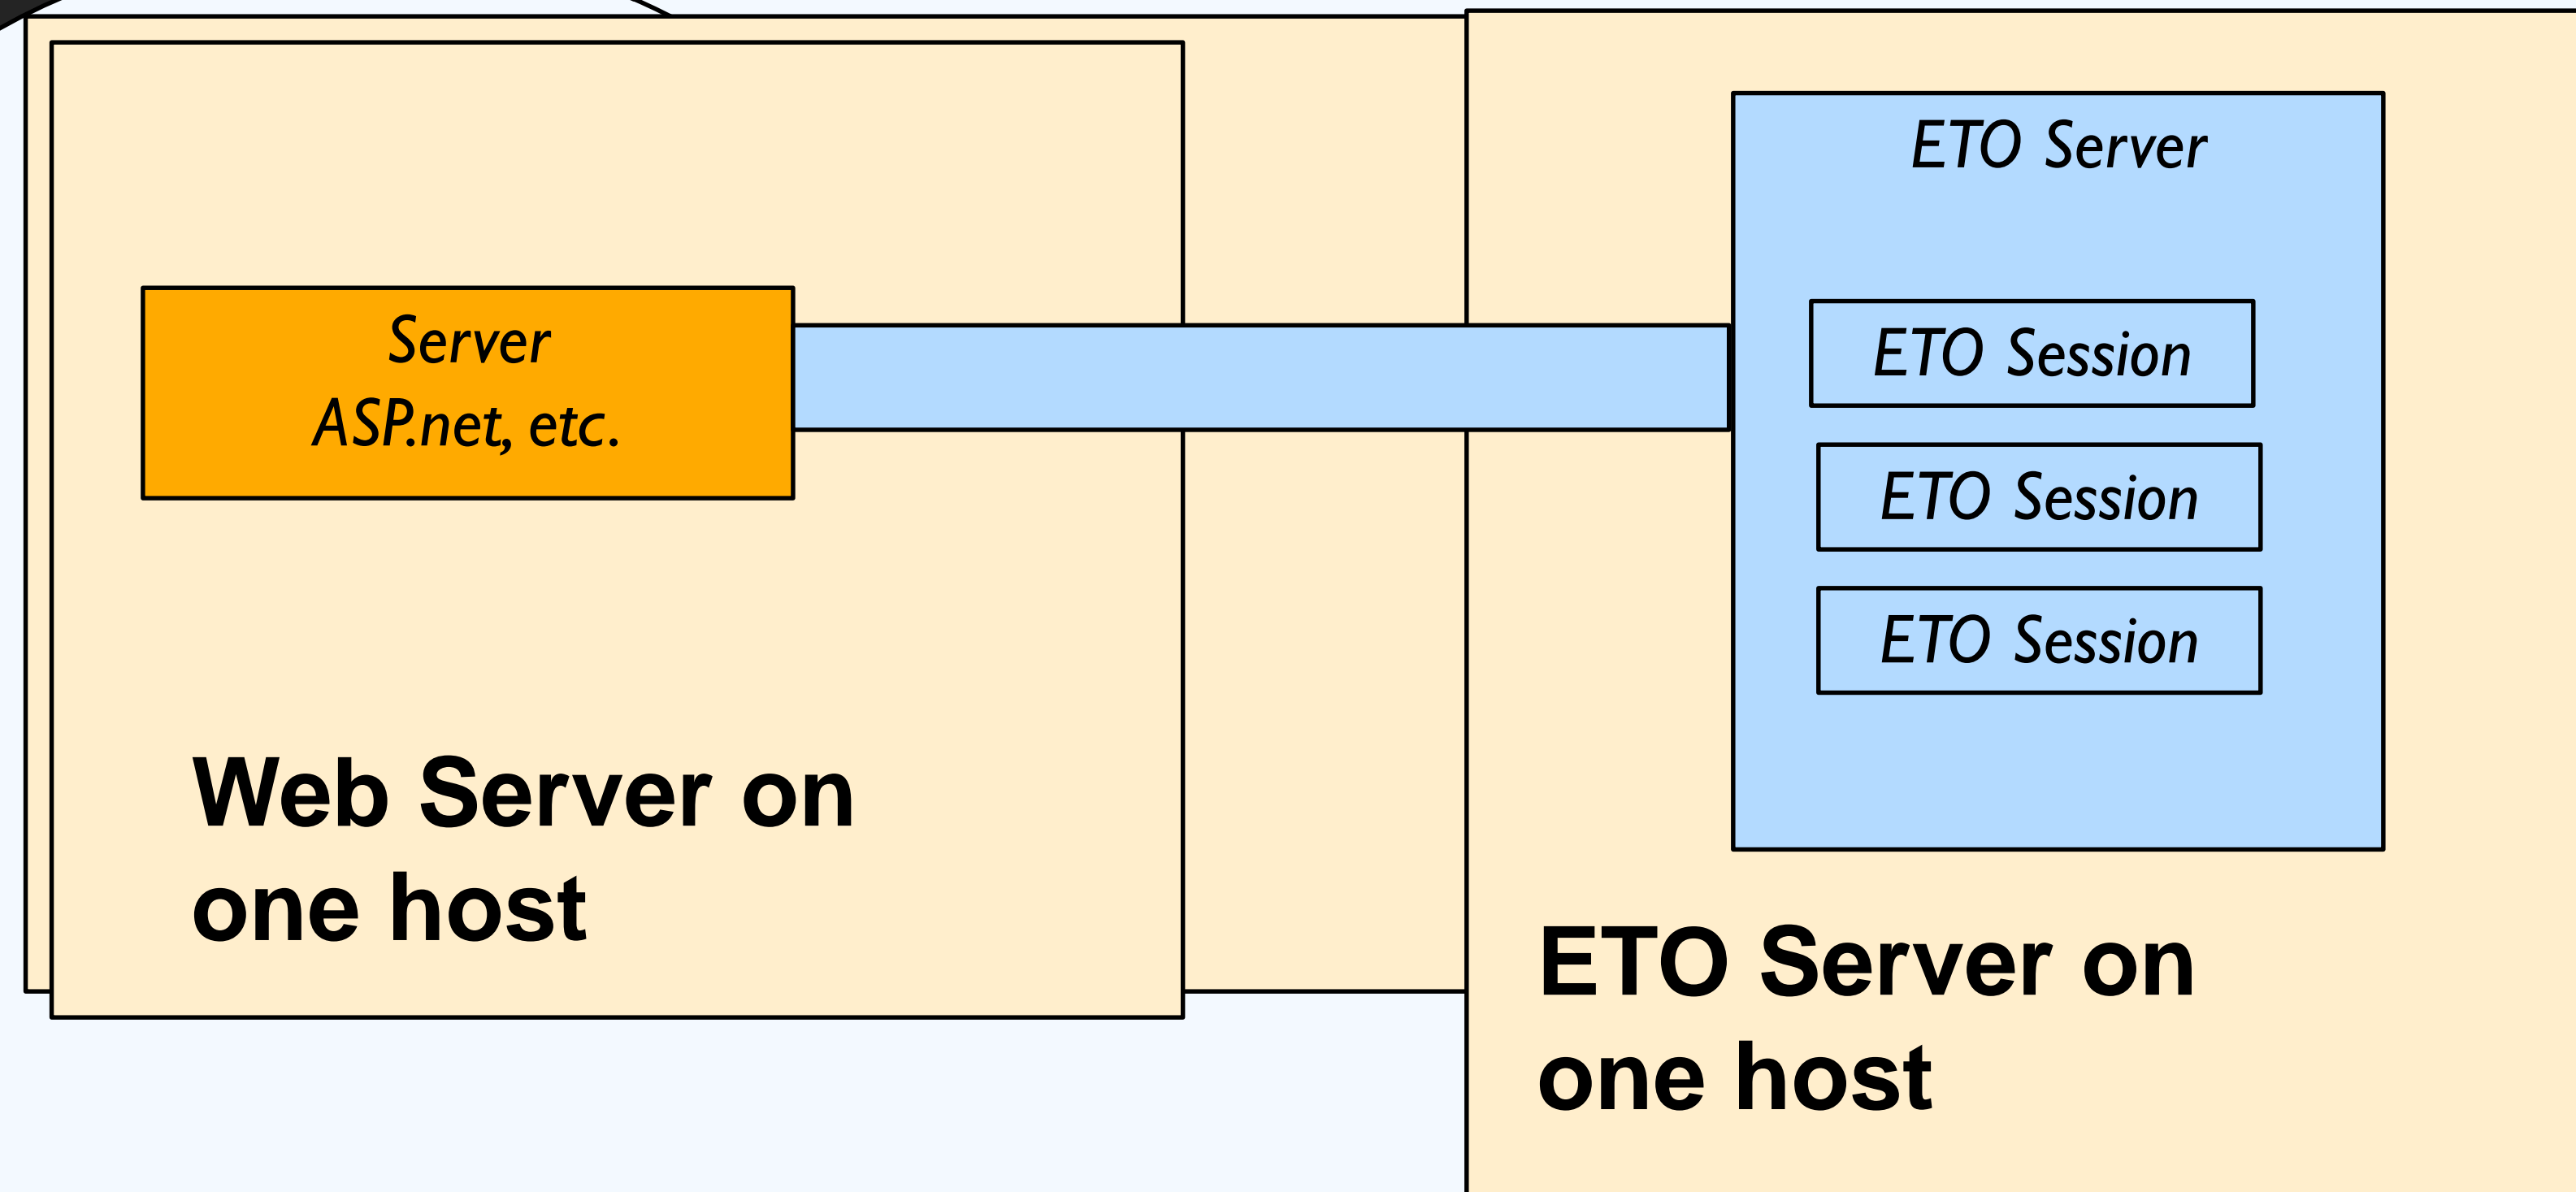 Server
ASP.net, etc.
Web Server on
one host
ETO Server
ETO Session
ETO Session
ETO Session
ETO Server on
one host